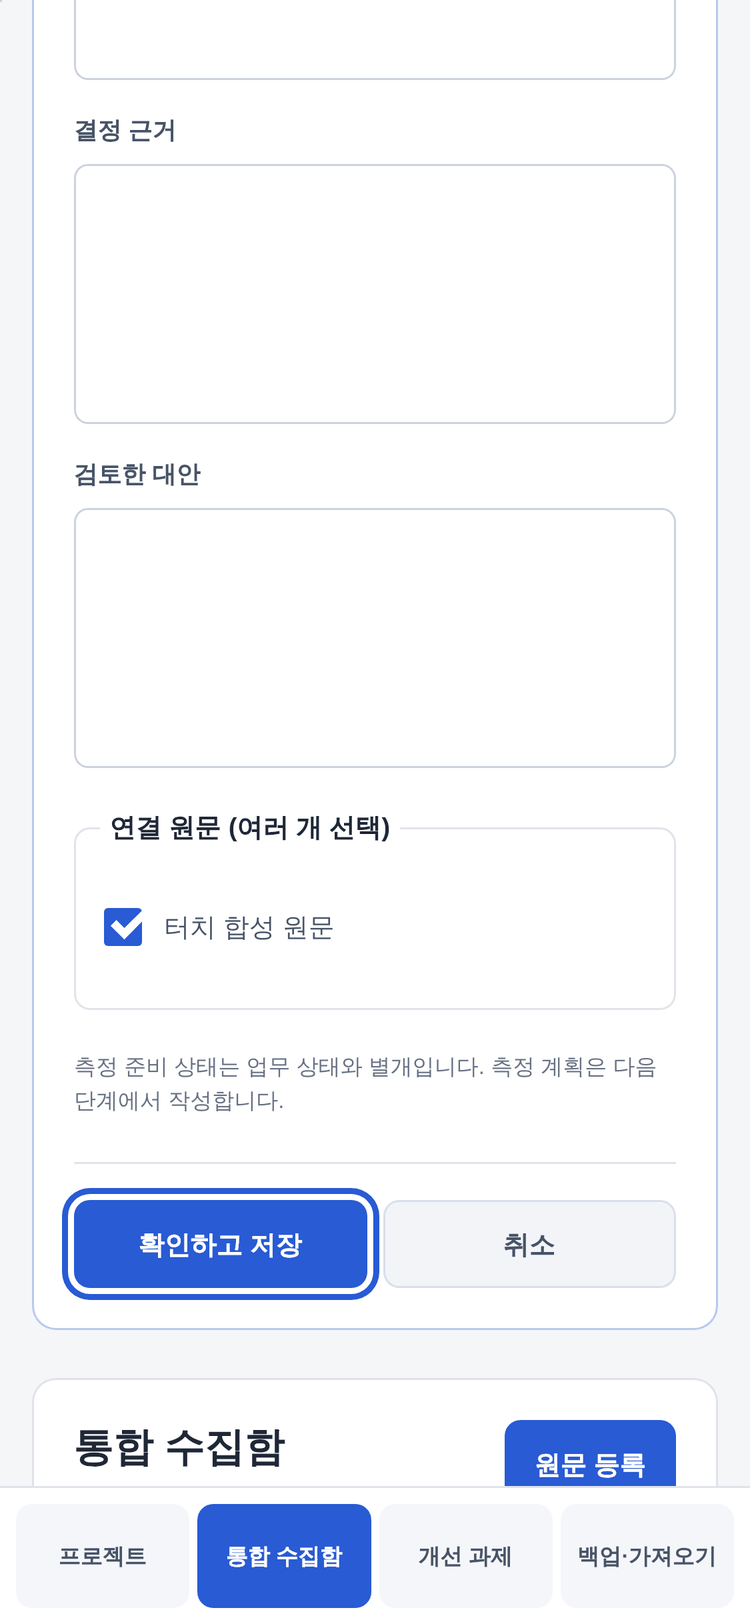 결정 근거
검토한 대안
연결 원문 (여러 개 선택)
터치 합성 원문
측정 준비 상태는 업무 상태와 별개입니다. 측정 계획은 다음
단계에서 작성합니다.
확인하고 저장
취소
통합 수집함
원문 등록
프로젝트
통합 수집함
개선 과제
백업·가져오기